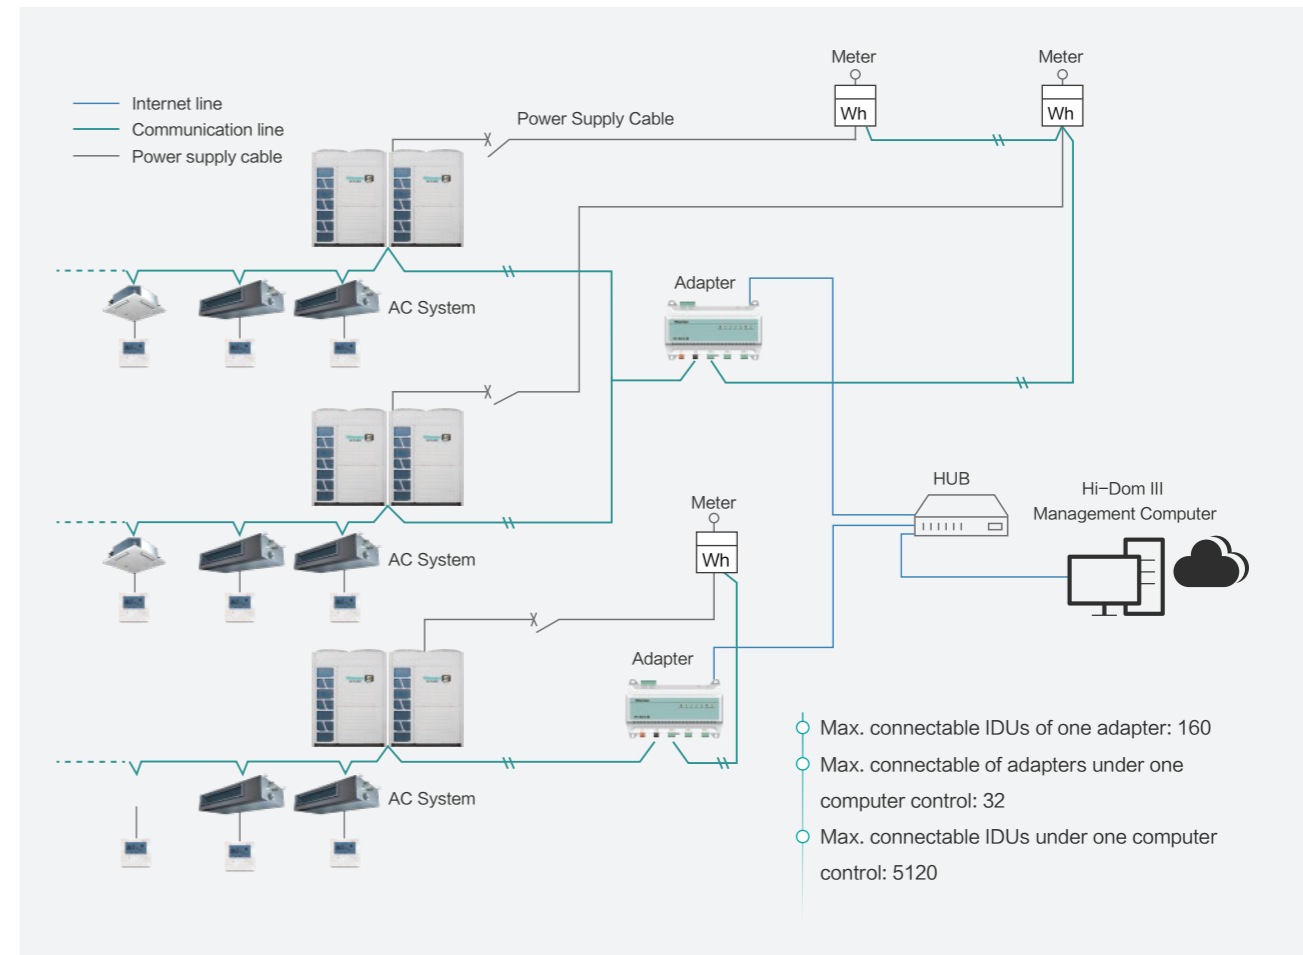 Meter
Meter
Internet line
Wh
Wh
Power Supply Cable
Communication line
Power supply cable
Adapter
AC System
HUB
Hi-Dom III
Meter
Management Computer
Wh
AC System
Adapter
Max. connectable IDUs of one adapter: 160
Max. connectable of adapters under one
computer control: 32
AC System
Max. connectable IDUs under one computer
control: 5120